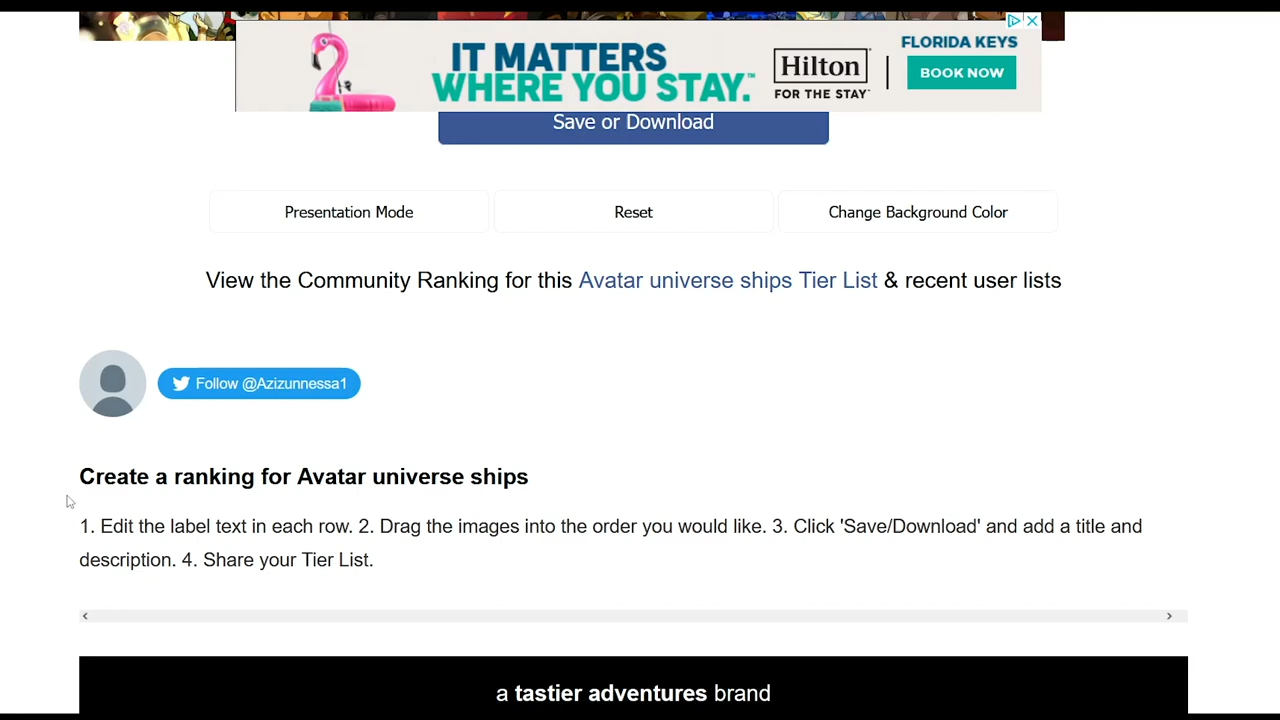 IT MATTERS
WHERE YOU STAY.™
Hilton
FOR THE STAY™
FLORIDA KEYS
BOOK NOW
Save or Download
Presentation Mode
Reset
Change Background Color
View the Community Ranking for this Avatar universe ships Tier List & recent user lists
Follow @Azizunnessa1
Create a ranking for Avatar universe ships
1. Edit the label text in each row. 2. Drag the images into the order you would like. 3. Click 'Save/Download' and add a title and
description. 4. Share your Tier List.
a tastier adventures brand